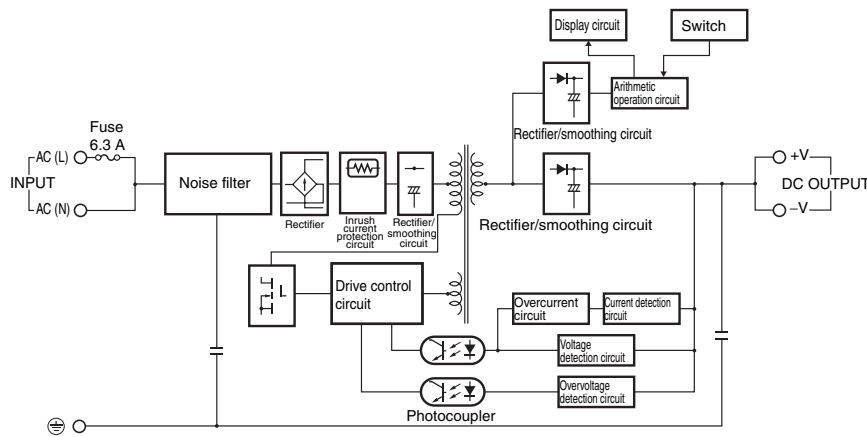 Display circuit
Switch
Arithmetic
operation circuit
Rectifier/smoothing circuit
Fuse
6.3 A
AC (L)
INPUT
AC (N)
Noise filter
Rectifier
Inrush
current
protection
circuit
Rectifier/
smoothing
circuit
Rectifier/smoothing circuit
+V
DC OUTPUT
–V
Drive control
circuit
Overcurrent
circuit
Current detection
circuit
Voltage
detection circuit
Overvoltage
detection circuit
Photocoupler